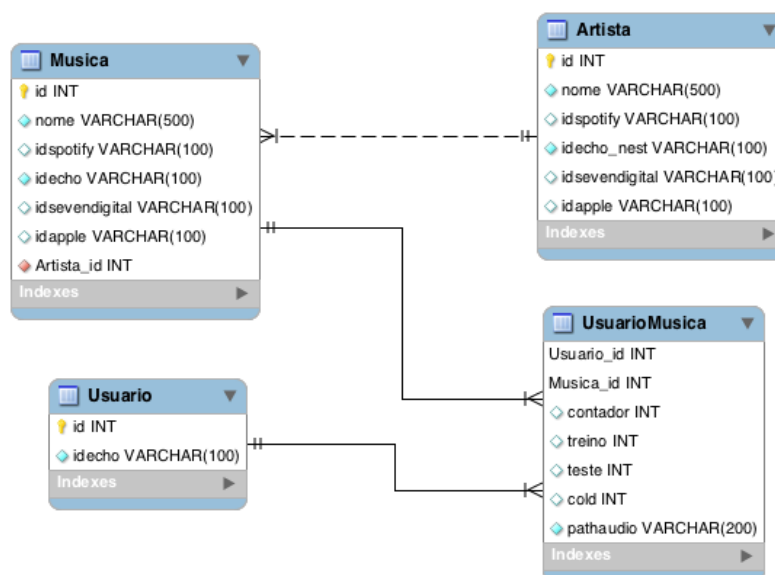 Musica
id INT
nome VARCHAR(500)
idspotify VARCHAR(100)
idecho VARCHAR(100)
idsevendigital VARCHAR(100)
idapple VARCHAR(100)
Artista_id INT
Indexes
Artista
id INT
nome VARCHAR(500)
idspotify VARCHAR(100)
idecho_nest VARCHAR(100)
idsevendigital VARCHAR(100)
idapple VARCHAR(100)
Indexes
Usuario
id INT
idecho VARCHAR(100)
Indexes
UsuarioMusica
Usuario_id INT
Musica_id INT
contador INT
treino INT
teste INT
cold INT
pathaudio VARCHAR(200)
Indexes